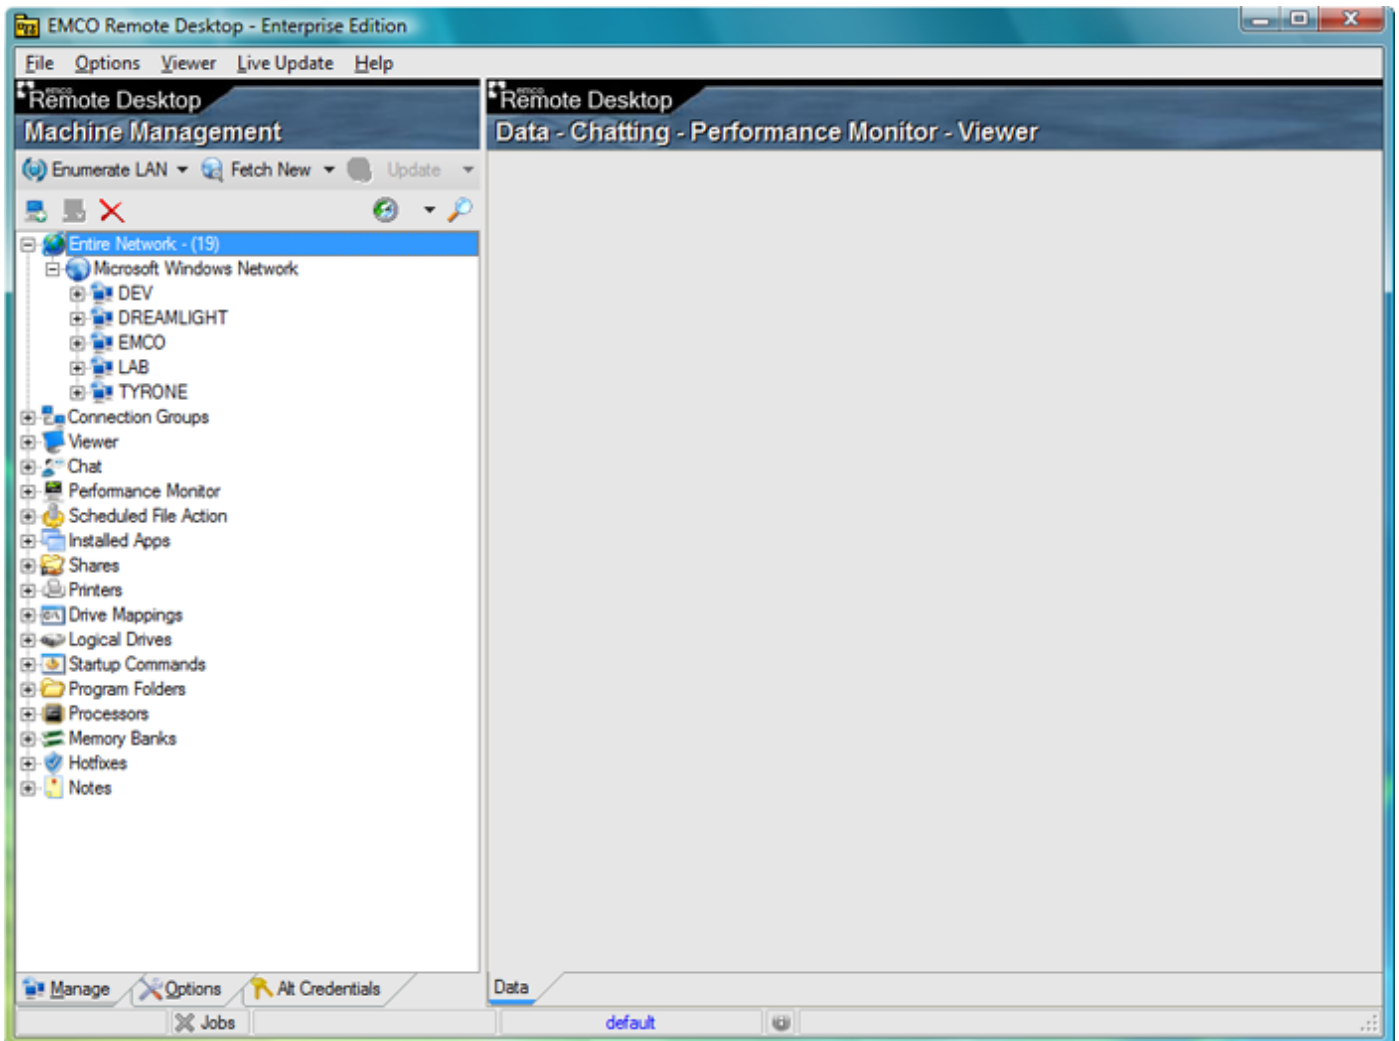 EMCO Remote Desktop - Enterprise Edition
File Options Viewer Live Update Help
emco
Remote Desktop
Machine Management
emco
Remote Desktop
Data - Chatting - Performance Monitor - Viewer
Enumerate LAN Fetch New Update
Entire Network - (19)
Microsoft Windows Network
DEV
DREAMLIGHT
EMCO
LAB
TYRONE
Connection Groups
Viewer
Chat
Performance Monitor
Scheduled File Action
Installed Apps
Shares
Printers
Drive Mappings
Logical Drives
Startup Commands
Program Folders
Processors
Memory Banks
Hotfixes
Notes
Manage Options Alt Credentials
Data
Jobs
default